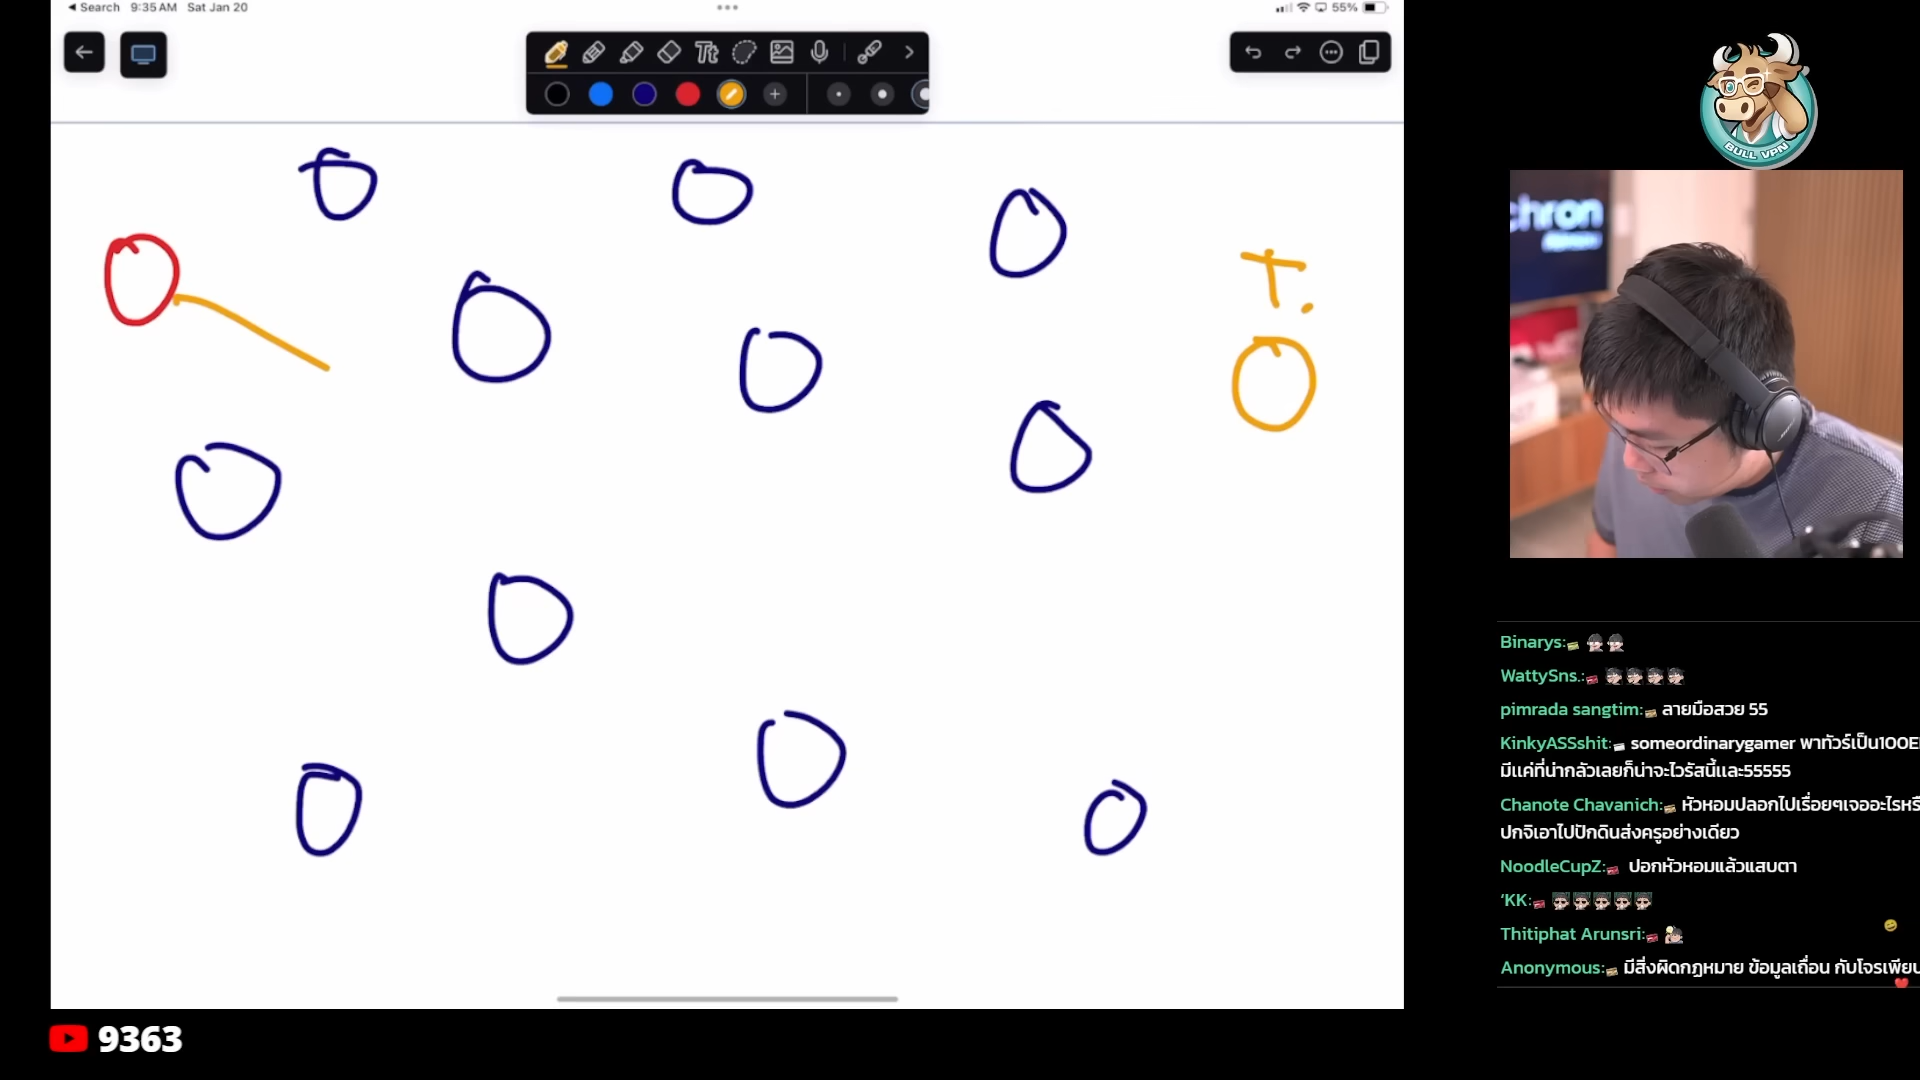 Search 9:35 AM Sat Jan 20
55%
Tt
T.
BULL VPN
chron
Binarys:
WattySns.:
pimrada sangtim: ลายมือสวย 55
KinkyASSshit: someordinarygamer พาทัวร์เป็น100E
มีแค่ที่น่ากลัวเลยก็น่าจะไวรัสนี้และ55555
Chanote Chavanich: หัวหอมปลอกไปเรื่อยๆเจออะไรหรื
ปกจิเอาไปปักดินส่งครูอย่างเดียว
NoodleCupZ: ปอกหัวหอมแล้วแสบตา
'KK:
Thitiphat Arunsri:
Anonymous: มีสิ่งผิดกฎหมาย ข้อมูลเถื่อน กับโจรเพียบ
9363